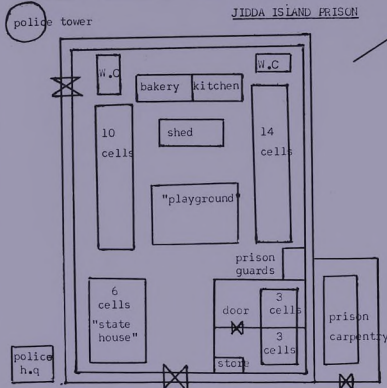 JIDDA ISLAND PRISON
police tower
W.C
W.C
bakery
kitchen
10
cells
shed
14
cells
"playground"
prison
guards
6
cells
"state
house"
door
3
cells
3
cells
store
prison
carpentry
police
h.q